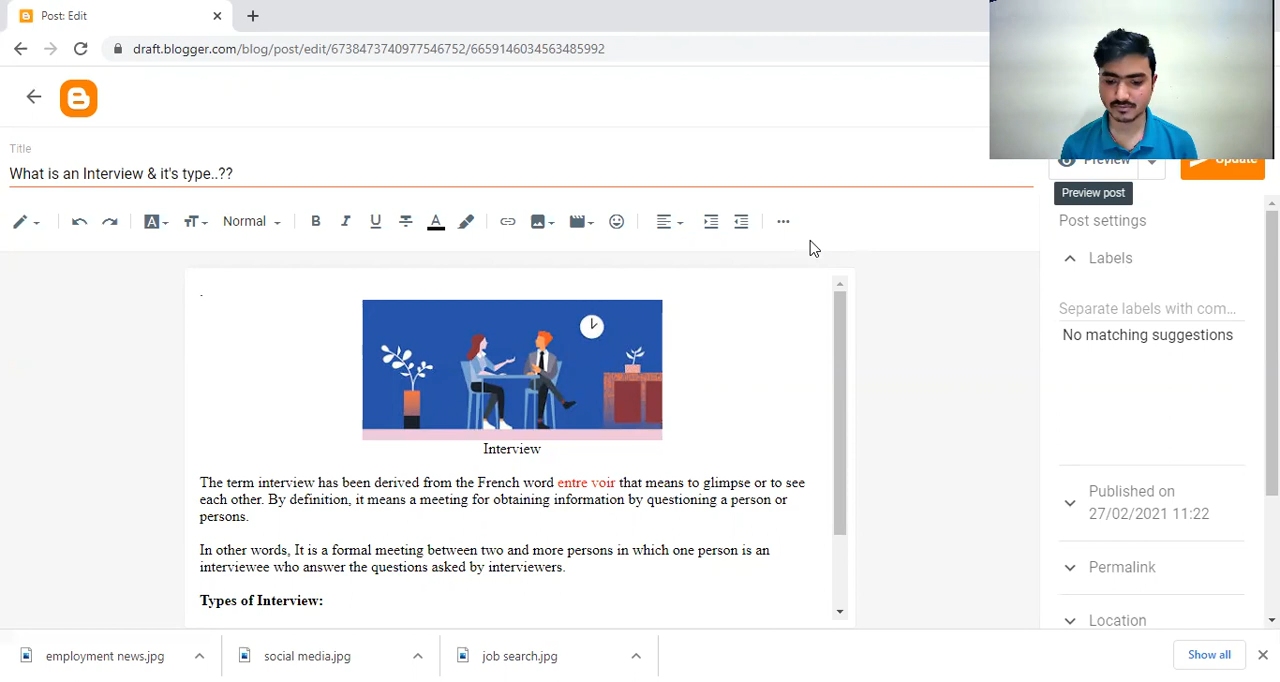 Post: Edit
draft.blogger.com/blog/post/edit/6738473740977546752/6659146034563485992
Title
What is an Interview & it's type..??
Preview
Update
Preview post
Normal
Post settings
Labels
Separate labels with com...
No matching suggestions
.
Interview
The term interview has been derived from the French word entre voir that means to glimpse or to see
each other. By definition, it means a meeting for obtaining information by questioning a person or
persons.
In other words, It is a formal meeting between two and more persons in which one person is an
interviewee who answer the questions asked by interviewers.
Types of Interview:
Published on
27/02/2021 11:22
Permalink
Location
employment news.jpg
social media.jpg
job search.jpg
Show all